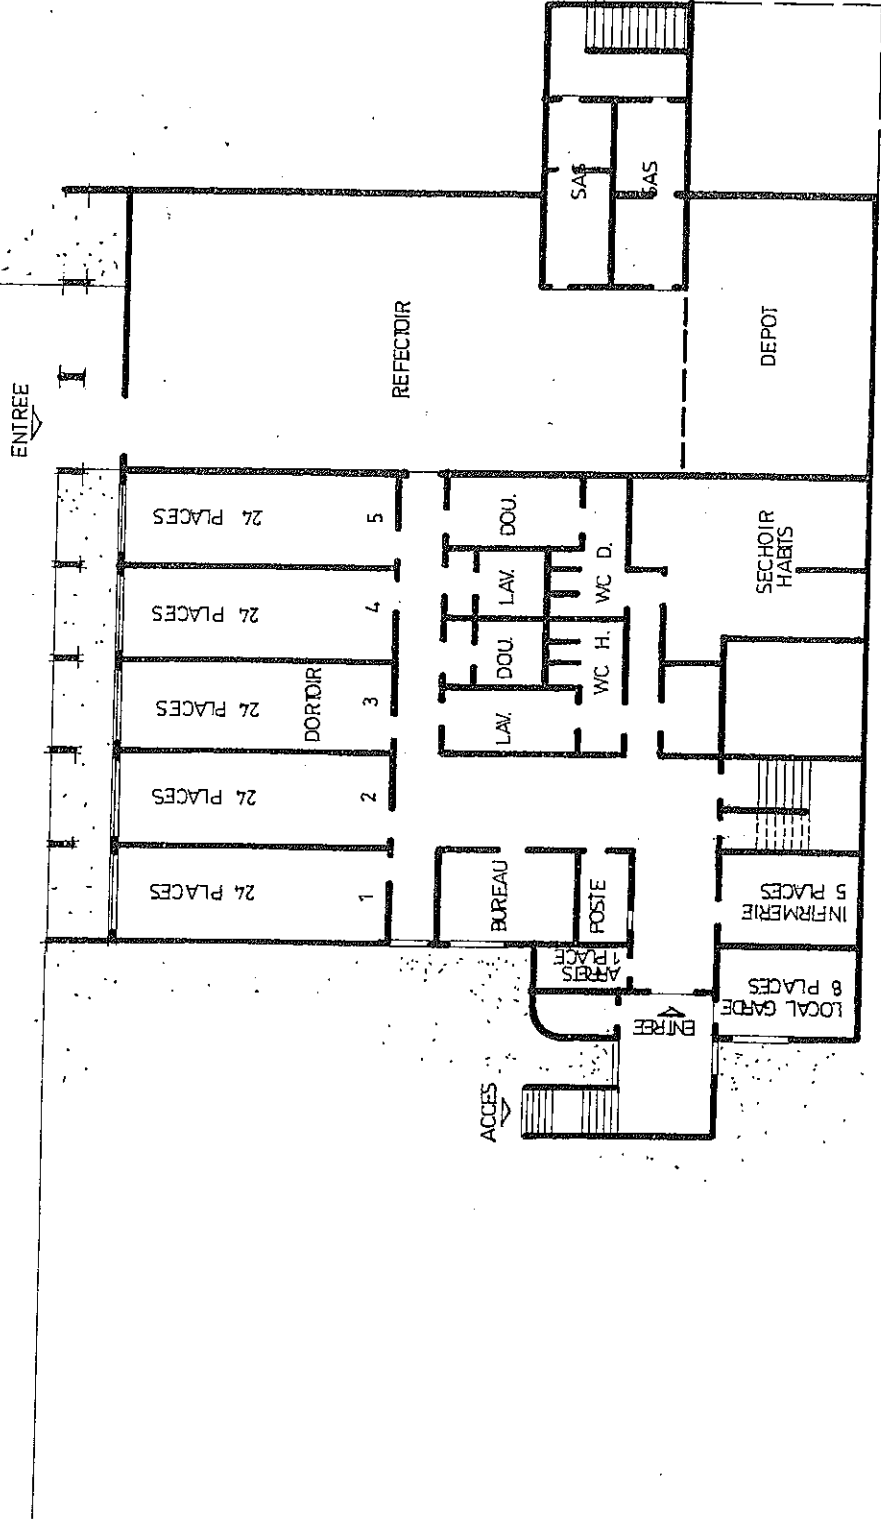 ENTREE
REFECTOIR
SAS
SAS
DEPOT
24 PLACES
5
24 PLACES
4
24 PLACES
3
24 PLACES
2
24 PLACES
1
DORTOIR
DOU.
LAV.
DOU.
LAV.
WC D.
WC H.
SECHOIR
HABITS
BUREAU
POSTE
ARRETS
1 PLACE
INFIRMERIE
5 PLACES
LOCAL GARDE
8 PLACES
ENTREE
ACCES